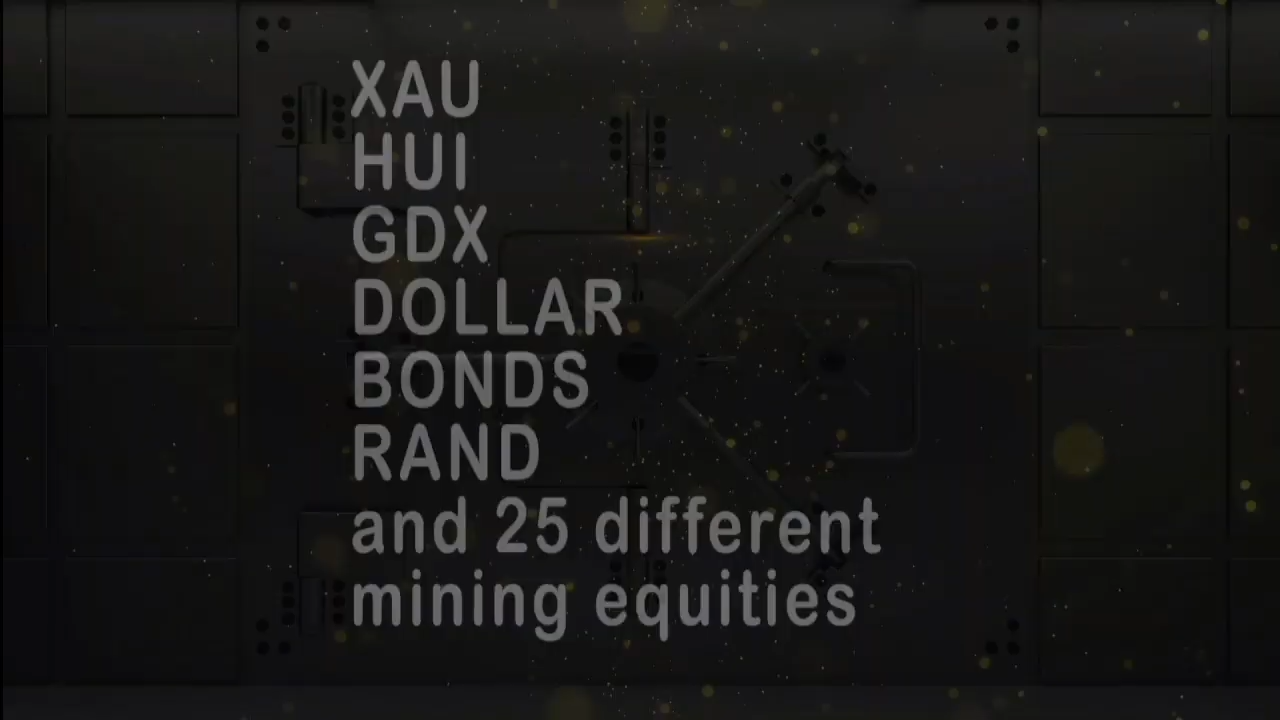 XAU
HUI
GDX
DOLLAR
BONDS
RAND
and 25 different
mining equities